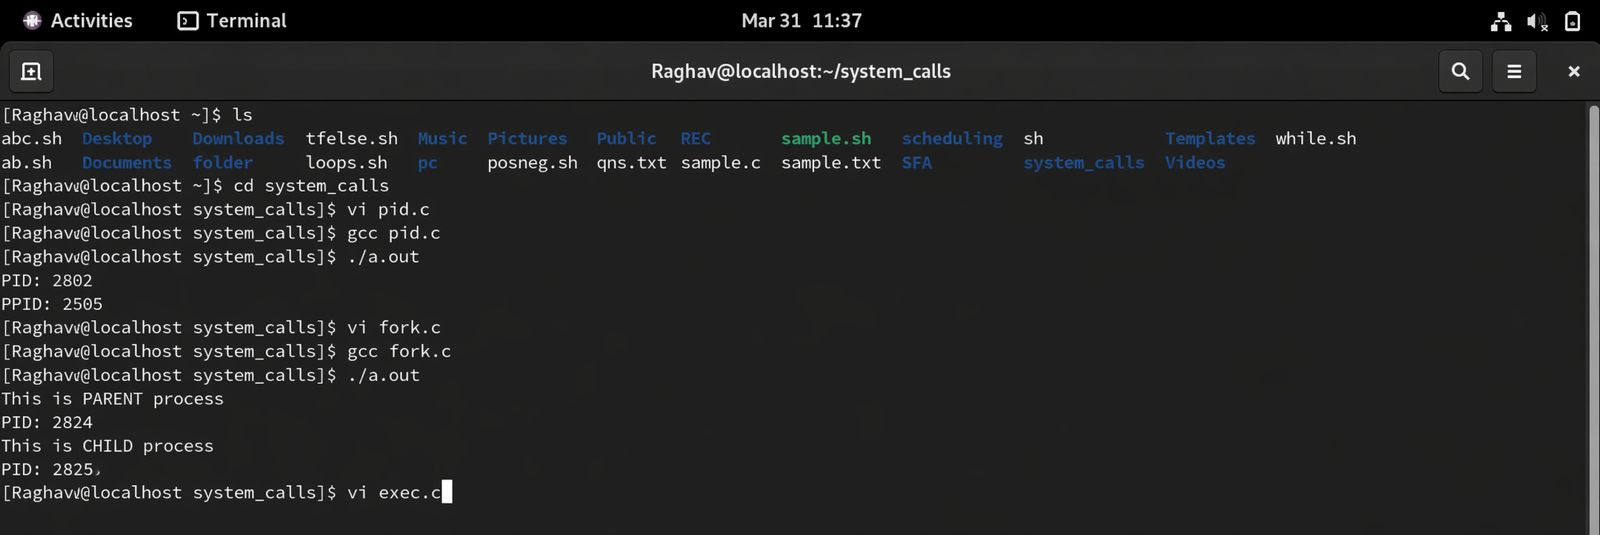 Activities Terminal Mar 31 11:37
Raghav@localhost:~/system_calls
[Raghav@localhost ~]$ ls
abc.sh Desktop Downloads tfelse.sh Music Pictures Public REC sample.sh scheduling sh Templates while.sh
ab.sh Documents folder loops.sh pc posneg.sh qns.txt sample.c sample.txt SFA system_calls Videos
[Raghav@localhost ~]$ cd system_calls
[Raghav@localhost system_calls]$ vi pid.c
[Raghav@localhost system_calls]$ gcc pid.c
[Raghav@localhost system_calls]$ ./a.out
PID: 2802
PPID: 2505
[Raghav@localhost system_calls]$ vi fork.c
[Raghav@localhost system_calls]$ gcc fork.c
[Raghav@localhost system_calls]$ ./a.out
This is PARENT process
PID: 2824
This is CHILD process
PID: 2825
[Raghav@localhost system_calls]$ vi exec.c